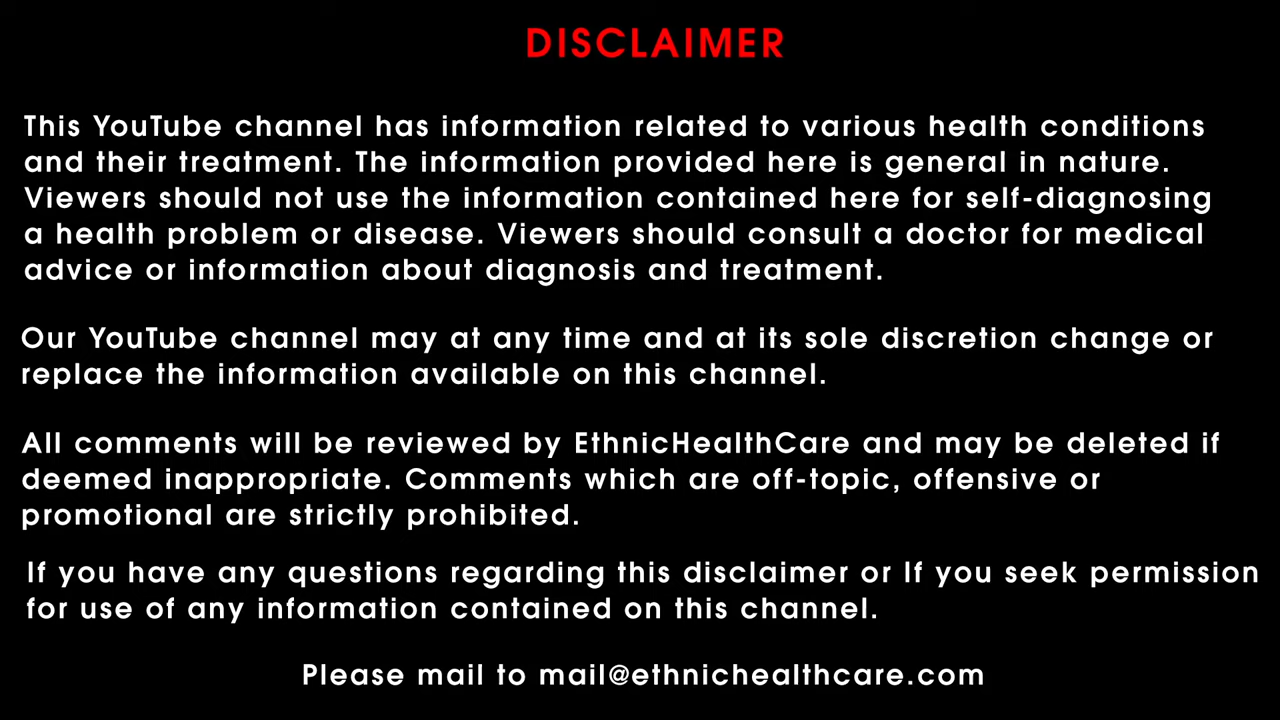 DISCLAIMER
This YouTube channel has information related to various health conditions
and their treatment. The information provided here is general in nature.
Viewers should not use the information contained here for self-diagnosing
a health problem or disease. Viewers should consult a doctor for medical
advice or information about diagnosis and treatment.
Our YouTube channel may at any time and at its sole discretion change or
replace the information available on this channel.
All comments will be reviewed by EthnicHealthCare and may be deleted if
deemed inappropriate. Comments which are off-topic, offensive or
promotional are strictly prohibited.
If you have any questions regarding this disclaimer or If you seek permission
for use of any information contained on this channel.
Please mail to mail@ethnichealthcare.com